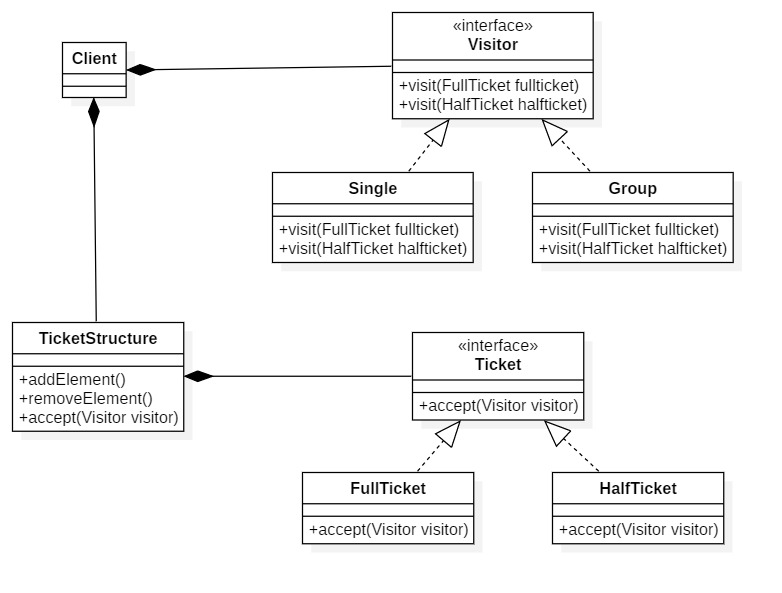 Client
«interface»
Visitor
+visit(FullTicket fullticket)
+visit(HalfTicket halfticket)
Single
+visit(FullTicket fullticket)
+visit(HalfTicket halfticket)
Group
+visit(FullTicket fullticket)
+visit(HalfTicket halfticket)
TicketStructure
+addElement()
+removeElement()
+accept(Visitor visitor)
«interface»
Ticket
+accept(Visitor visitor)
FullTicket
+accept(Visitor visitor)
HalfTicket
+accept(Visitor visitor)